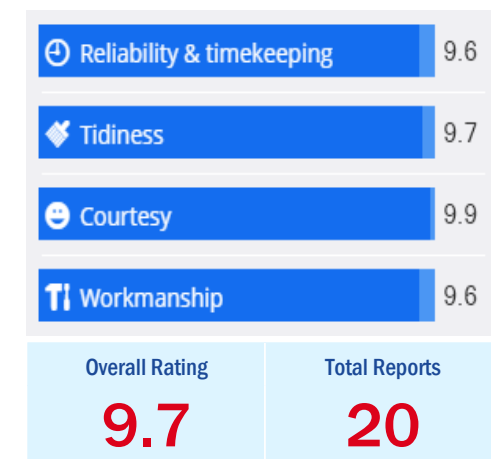 Reliability & timekeeping 9.6
Tidiness 9.7
Courtesy 9.9
Workmanship 9.6
Overall Rating Total Reports
9.7 20